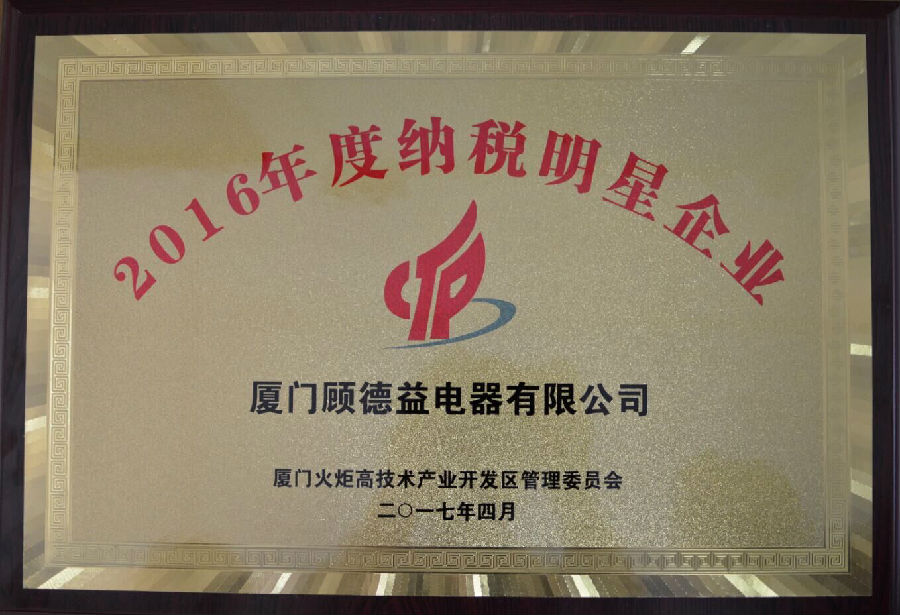 2016年度纳税明星企业
厦门顾德益电器有限公司
厦门火炬高技术产业开发区管理委员会
二〇一七年四月